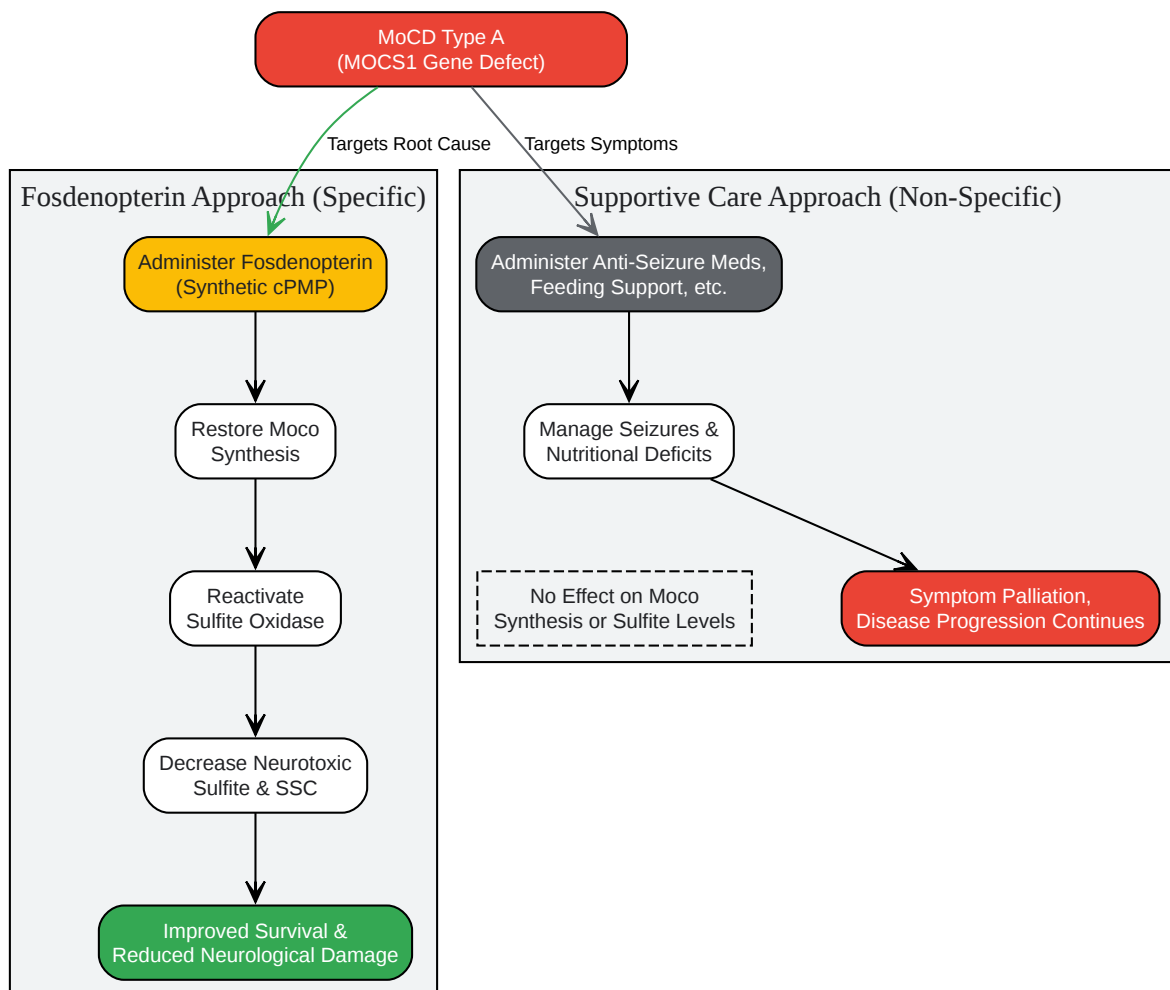 MoCD Type A
(MOCS1 Gene Defect)
Targets Root Cause
Targets Symptoms
Fosdenopterin Approach (Specific)
Administer Fosdenopterin
(Synthetic cPMP)
Restore Moco
Synthesis
Reactivate
Sulfite Oxidase
Decrease Neurotoxic
Sulfite & SSC
Improved Survival &
Reduced Neurological Damage
Supportive Care Approach (Non-Specific)
Administer Anti-Seizure Meds,
Feeding Support, etc.
Manage Seizures &
Nutritional Deficits
No Effect on Moco
Synthesis or Sulfite Levels
Symptom Palliation,
Disease Progression Continues